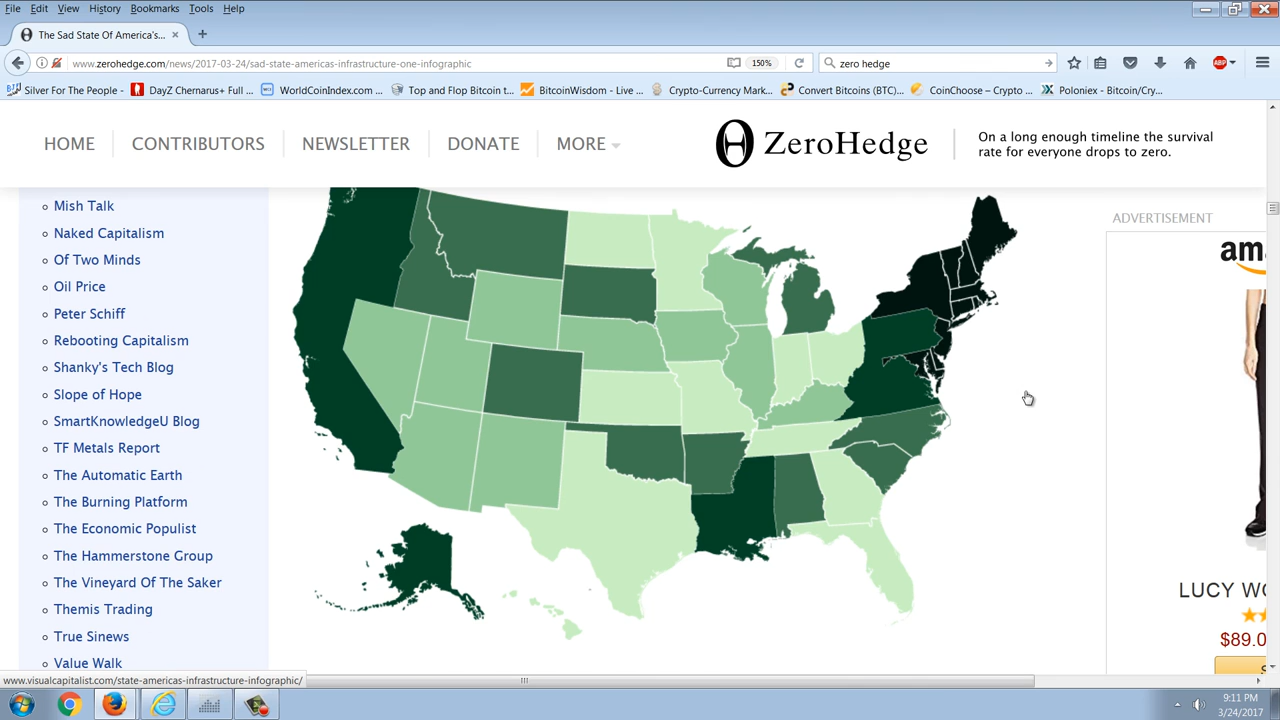 File Edit View History Bookmarks Tools Help
The Sad State Of America's...
www.zerohedge.com/news/2017-03-24/sad-state-americas-infrastructure-one-infographic 150% zero hedge ABP
Silver For The People - DayZ Chernarus+ Full ... WorldCoinIndex.com ... Top and Flop Bitcoin t... BitcoinWisdom - Live ... Crypto-Currency Mark... Convert Bitcoins (BTC)... CoinChoose – Crypto ... Poloniex - Bitcoin/Cry...
HOME CONTRIBUTORS NEWSLETTER DONATE MORE ZeroHedge On a long enough timeline the survival
rate for everyone drops to zero.
Mish Talk
Naked Capitalism
Of Two Minds
Oil Price
Peter Schiff
Rebooting Capitalism
Shanky's Tech Blog
Slope of Hope
SmartKnowledgeU Blog
TF Metals Report
The Automatic Earth
The Burning Platform
The Economic Populist
The Hammerstone Group
The Vineyard Of The Saker
Themis Trading
True Sinews
Value Walk
ADVERTISEMENT
am
LUCY WO
$89.0
www.visualcapitalist.com/state-americas-infrastructure-infographic/
9:11 PM
3/24/2017